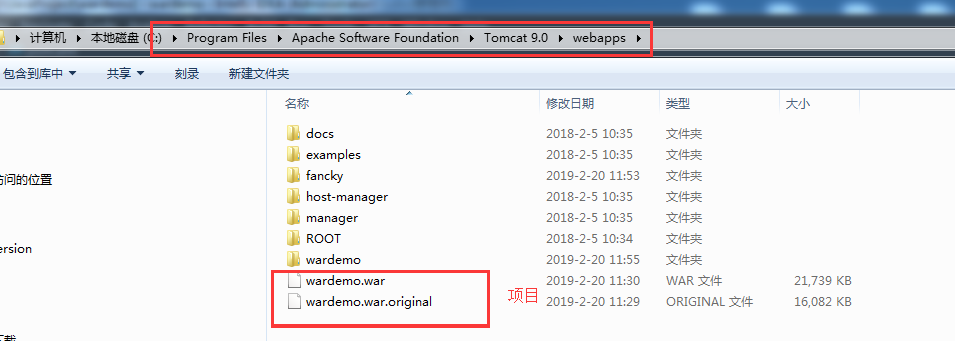 计算机 ▸ 本地磁盘 (C:) ▸ Program Files ▸ Apache Software Foundation ▸ Tomcat 9.0 ▸ webapps ▸
包含到库中 ▾ 共享 ▾ 刻录 新建文件夹
名称 修改日期 类型 大小
docs 2018-2-5 10:35 文件夹
examples 2018-2-5 10:35 文件夹
访问的位置
fancky 2019-2-20 11:53 文件夹
host-manager 2018-2-5 10:35 文件夹
manager 2018-2-5 10:35 文件夹
ROOT 2018-2-5 10:34 文件夹
ersion
wardemo 2019-2-20 11:55 文件夹
wardemo.war 2019-2-20 11:30 WAR 文件 21,739 KB
wardemo.war.original 2019-2-20 11:29 ORIGINAL 文件 16,082 KB
项目